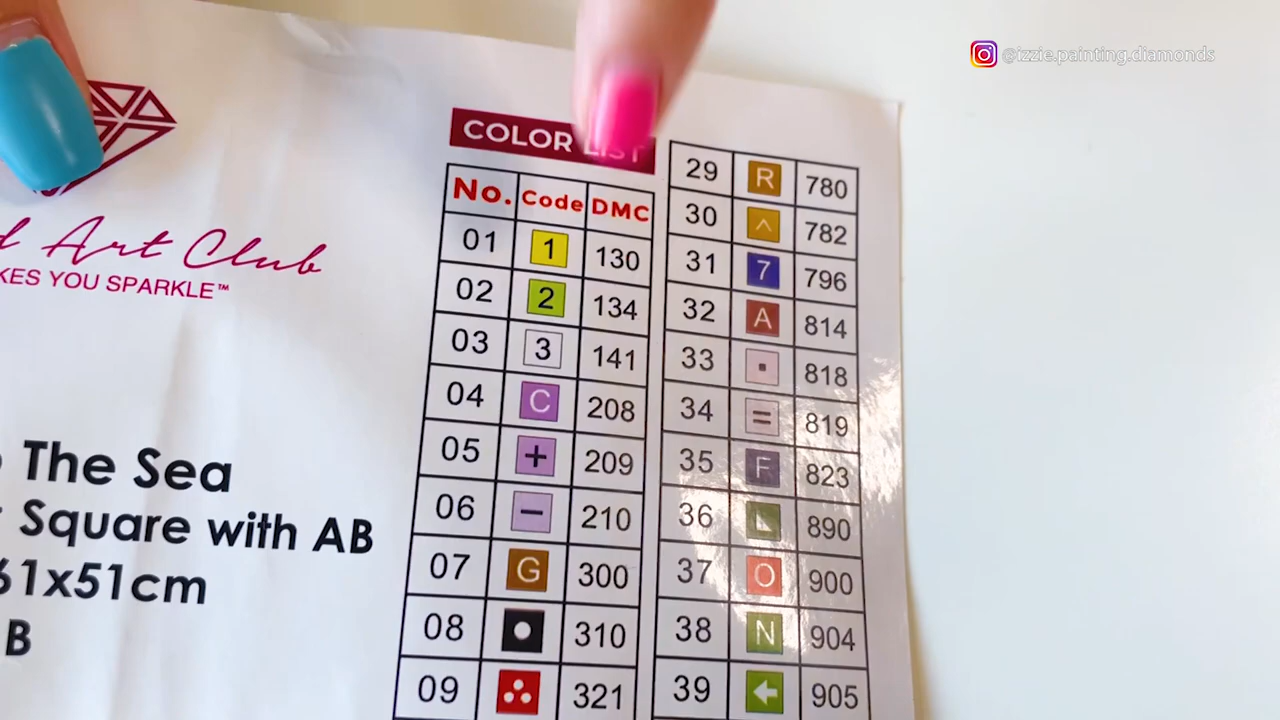 @izzie.painting.diamonds
Art Club
KES YOU SPARKLE™
The Sea
Square with AB
61x51cm
B
COLOR LIST
No. Code DMC
01 1 130
02 2 134
03 3 141
04 C 208
05 + 209
06 − 210
07 G 300
08 310
09 321
29 R 780
30 ^ 782
31 7 796
32 A 814
33 ▪ 818
34 = 819
35 F 823
36 ◣ 890
37 O 900
38 N 904
39 905